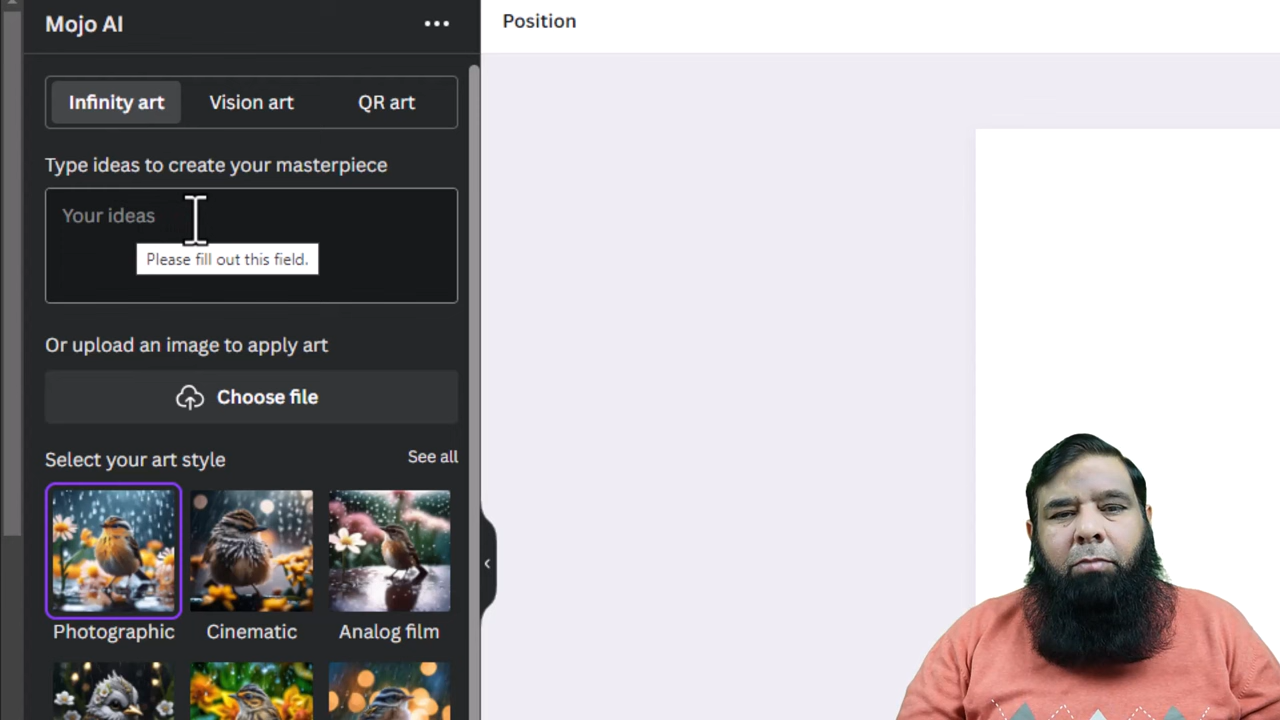 Mojo AI
Position
Infinity art
Vision art
QR art
Type ideas to create your masterpiece
Your ideas
Please fill out this field.
Or upload an image to apply art
Choose file
Select your art style
See all
Photographic
Cinematic
Analog film